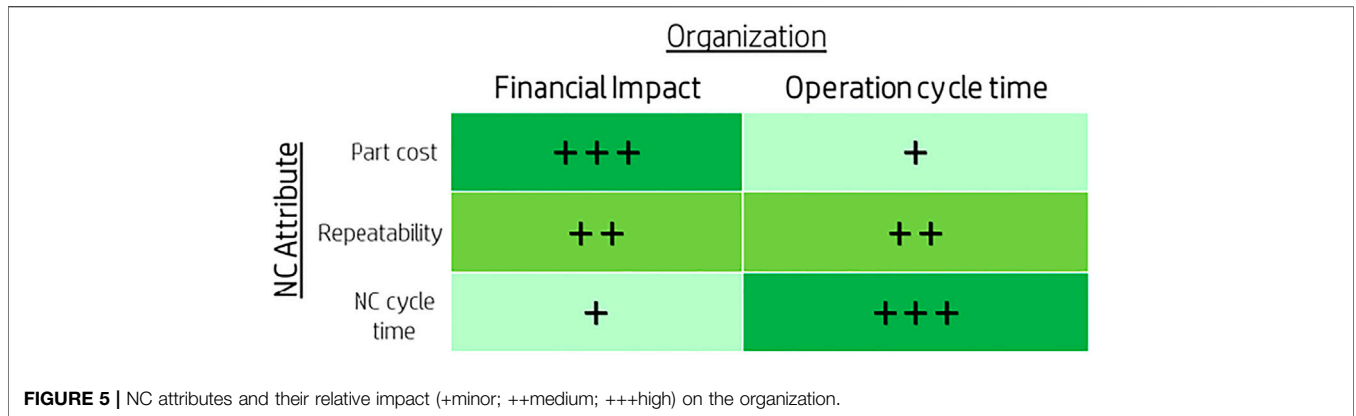 Organization
Financial Impact Operation cycle time
NC Attribute
Part cost +++ +
Repeatability ++ ++
NC cycle
time + +++
FIGURE 5 | NC attributes and their relative impact (+minor; ++medium; +++high) on the organization.